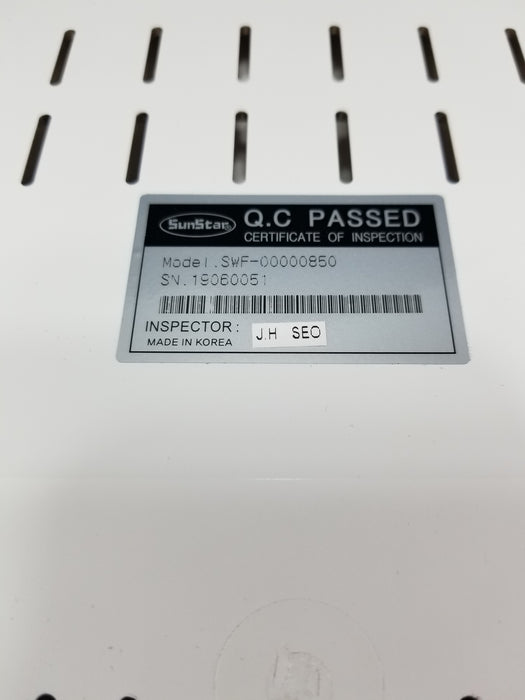 SunStar® Q.C PASSED
CERTIFICATE OF INSPECTION
Model.SWF-00000850
SN.19060051
INSPECTOR: J.H SEO
MADE IN KOREA